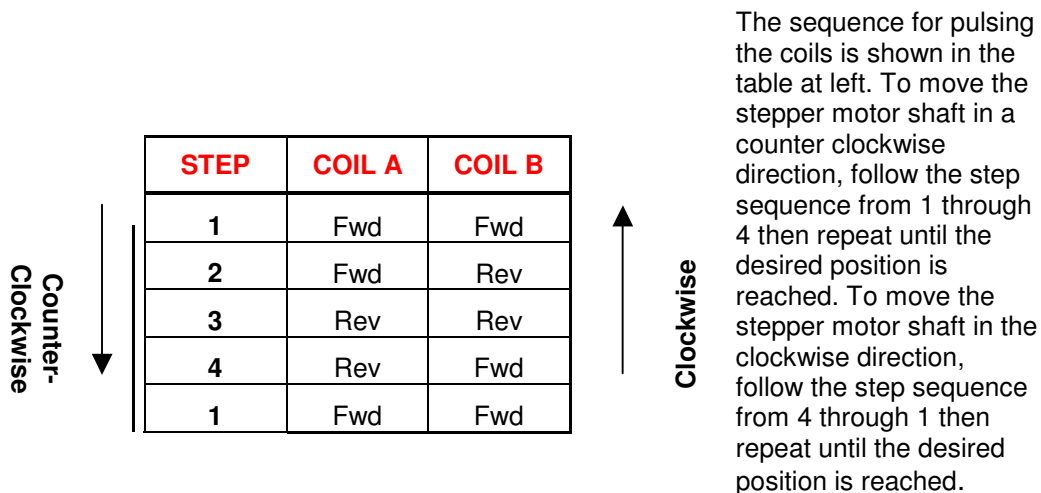 Counter-
Clockwise
STEP COIL A COIL B
1 Fwd Fwd
2 Fwd Rev
3 Rev Rev
4 Rev Fwd
1 Fwd Fwd
Clockwise
The sequence for pulsing
the coils is shown in the
table at left. To move the
stepper motor shaft in a
counter clockwise
direction, follow the step
sequence from 1 through
4 then repeat until the
desired position is
reached. To move the
stepper motor shaft in the
clockwise direction,
follow the step sequence
from 4 through 1 then
repeat until the desired
position is reached.